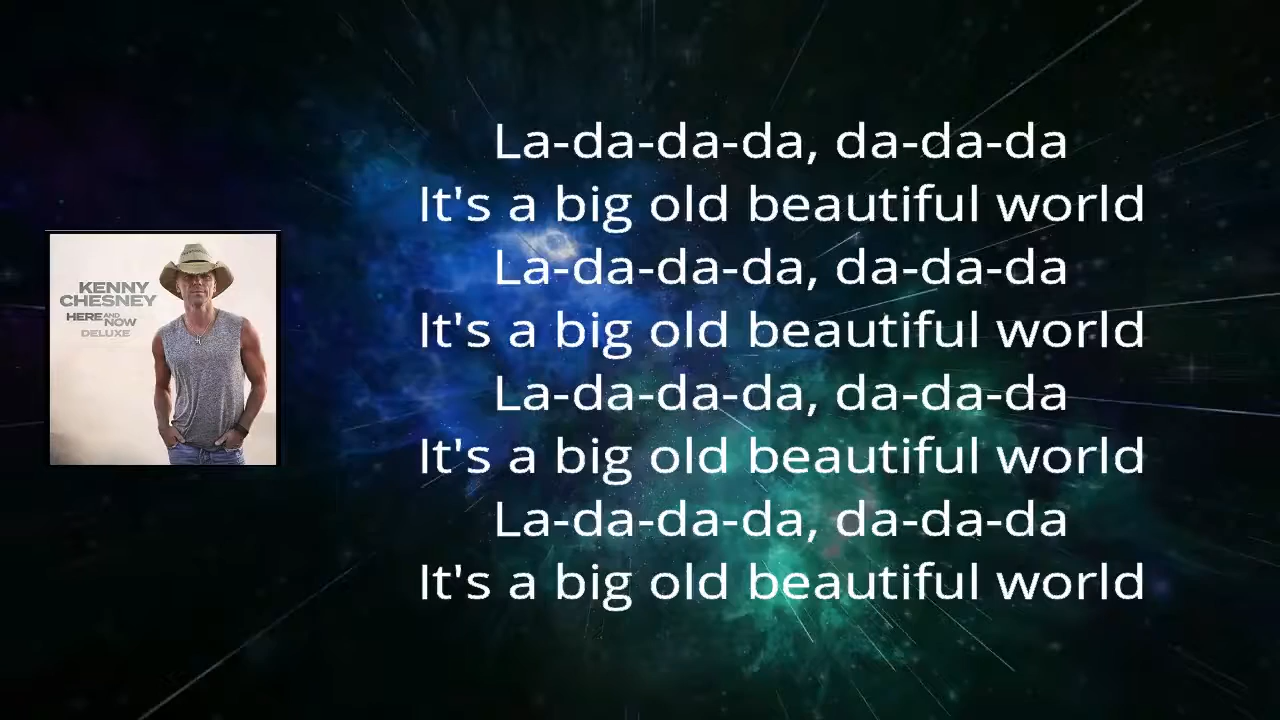 KENNY
CHESNEY
HERE AND NOW
DELUXE
La-da-da-da, da-da-da
It's a big old beautiful world
La-da-da-da, da-da-da
It's a big old beautiful world
La-da-da-da, da-da-da
It's a big old beautiful world
La-da-da-da, da-da-da
It's a big old beautiful world